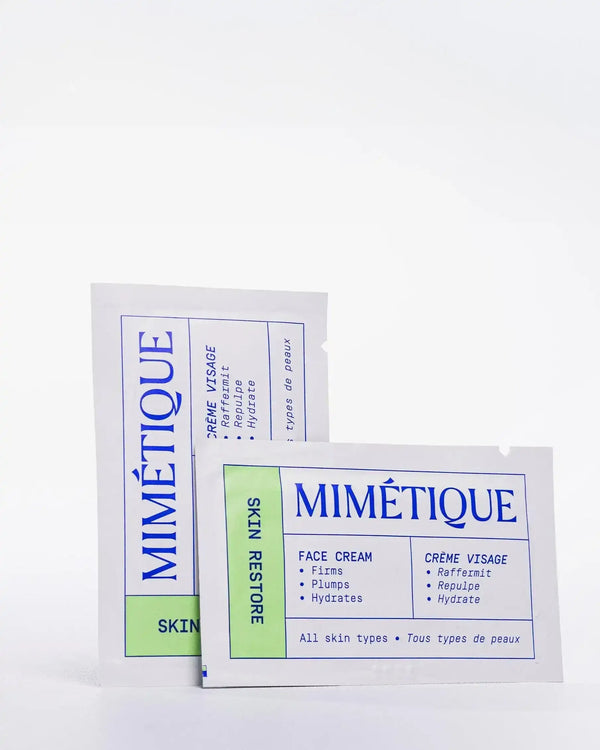 MIMÉTIQUE
CRÈME VISAGE
• Raffermit
• Repulpe
• Hydrate
types de peaux
SKIN
MIMÉTIQUE
SKIN RESTORE
FACE CREAM
• Firms
• Plumps
• Hydrates
CRÈME VISAGE
• Raffermit
• Repulpe
• Hydrate
All skin types • Tous types de peaux